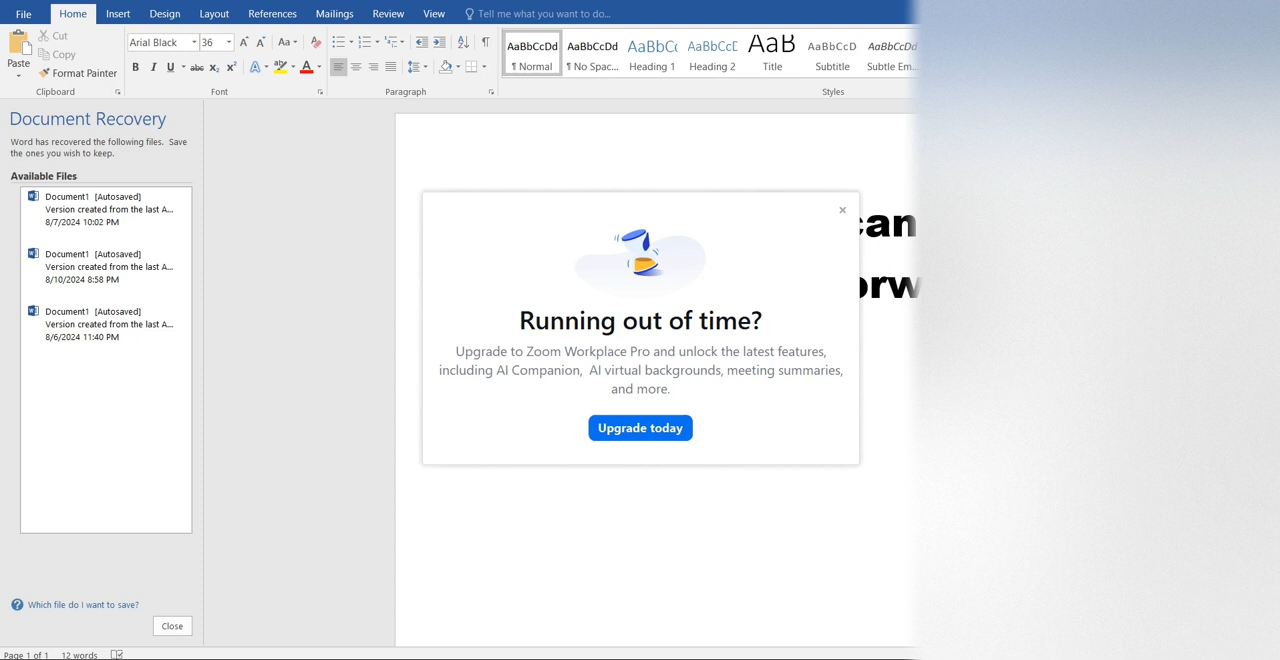 File Home Insert Design Layout References Mailings Review View Tell me what you want to do...
Paste
Cut
Copy
Format Painter
Clipboard
Arial Black 36
Aa
B I U abc X₂ X²
A A
Font
Paragraph
AaBbCcDd AaBbCcDd AaBbC AaBbCcD AaB AaBbCcD AaBbCcDd
¶ Normal ¶ No Spac... Heading 1 Heading 2 Title Subtitle Subtle Em...
Styles
Document Recovery
Word has recovered the following files. Save
the ones you wish to keep.
Available Files
Document1 [Autosaved]
Version created from the last A...
8/7/2024 10:02 PM
Document1 [Autosaved]
Version created from the last A...
8/10/2024 8:58 PM
Document1 [Autosaved]
Version created from the last A...
8/6/2024 11:40 PM
Which file do I want to save?
Close
can
Running out of time?
Upgrade to Zoom Workplace Pro and unlock the latest features,
including AI Companion, AI virtual backgrounds, meeting summaries,
and more.
Upgrade today
Page 1 of 1 12 words